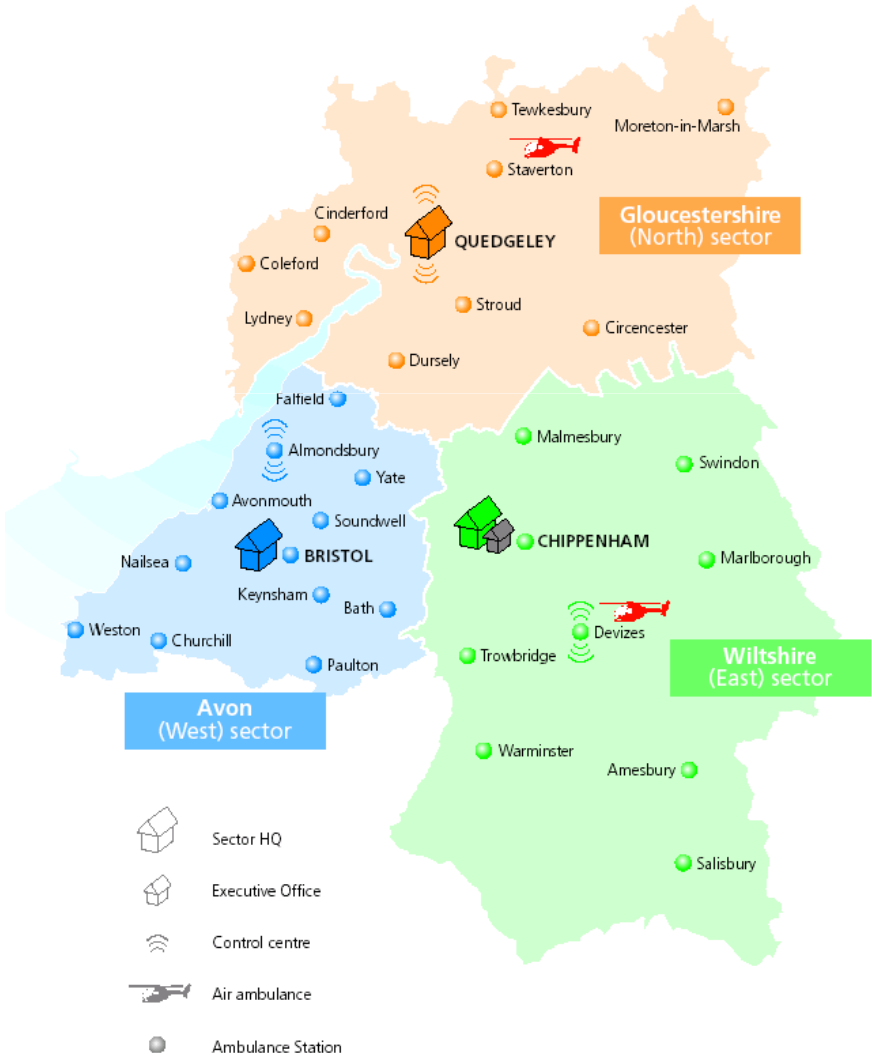 Tewkesbury
Moreton-in-Marsh
Staverton
Cinderford
Gloucestershire
(North) sector
QUEDGELEY
Coleford
Stroud
Lydney
Circencester
Dursely
Falfield
Malmesbury
Almondsbury
Swindon
Yate
Avonmouth
Soundwell
CHIPPENHAM
BRISTOL
Marlborough
Nailsea
Keynsham
Bath
Weston
Devizes
Churchill
Trowbridge
Wiltshire
(East) sector
Paulton
Avon
(West) sector
Warminster
Amesbury
Salisbury
Sector HQ
Executive Office
Control centre
Air ambulance
Ambulance Station